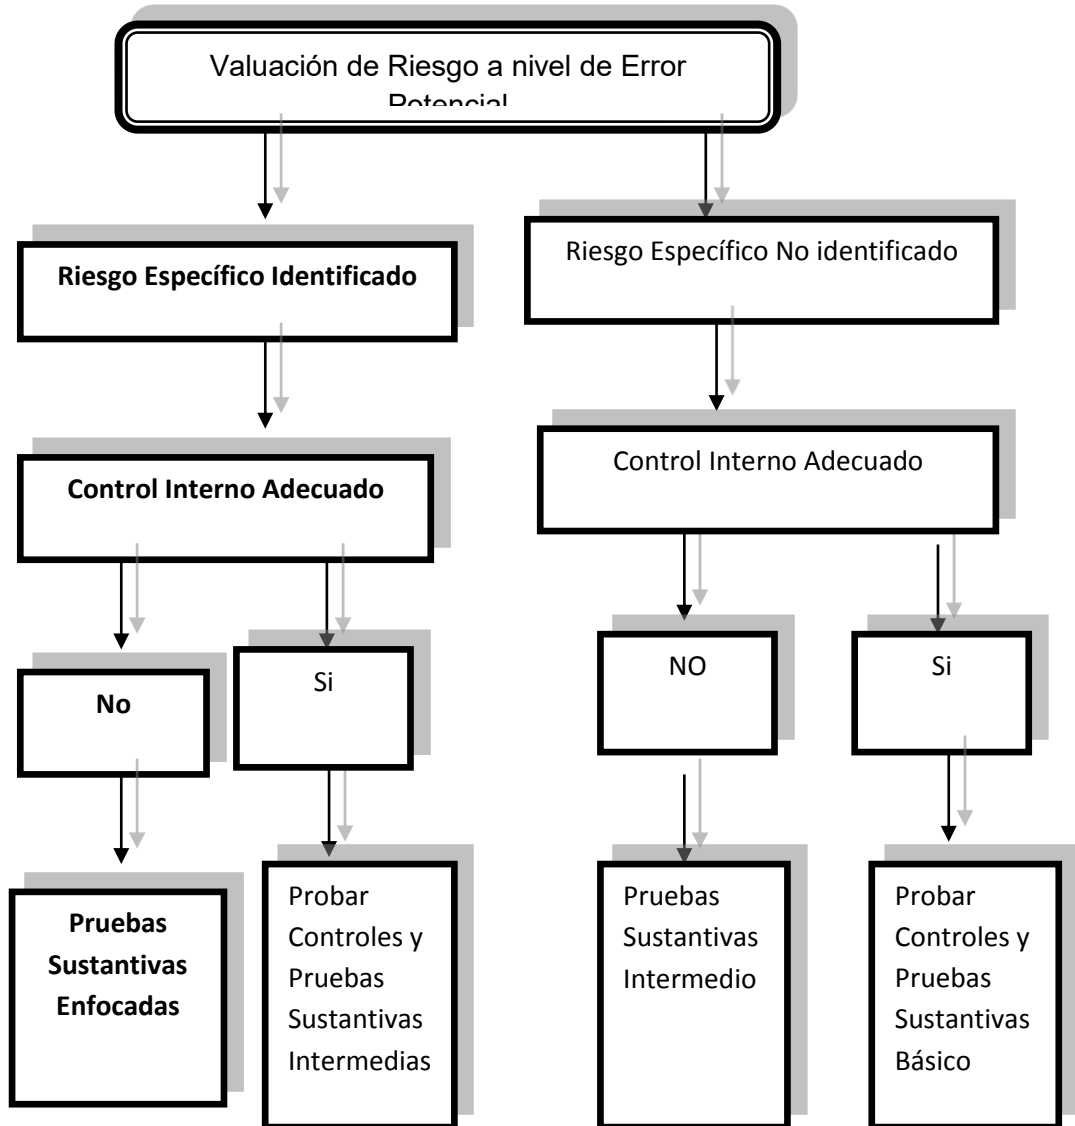 Valuación de Riesgo a nivel de Error
Potencial
Riesgo Específico Identificado
Riesgo Específico No identificado
Control Interno Adecuado
Control Interno Adecuado
No
Si
NO
Si
Pruebas
Sustantivas
Enfocadas
Probar
Controles y
Pruebas
Sustantivas
Intermedias
Pruebas
Sustantivas
Intermedio
Probar
Controles y
Pruebas
Sustantivas
Básico